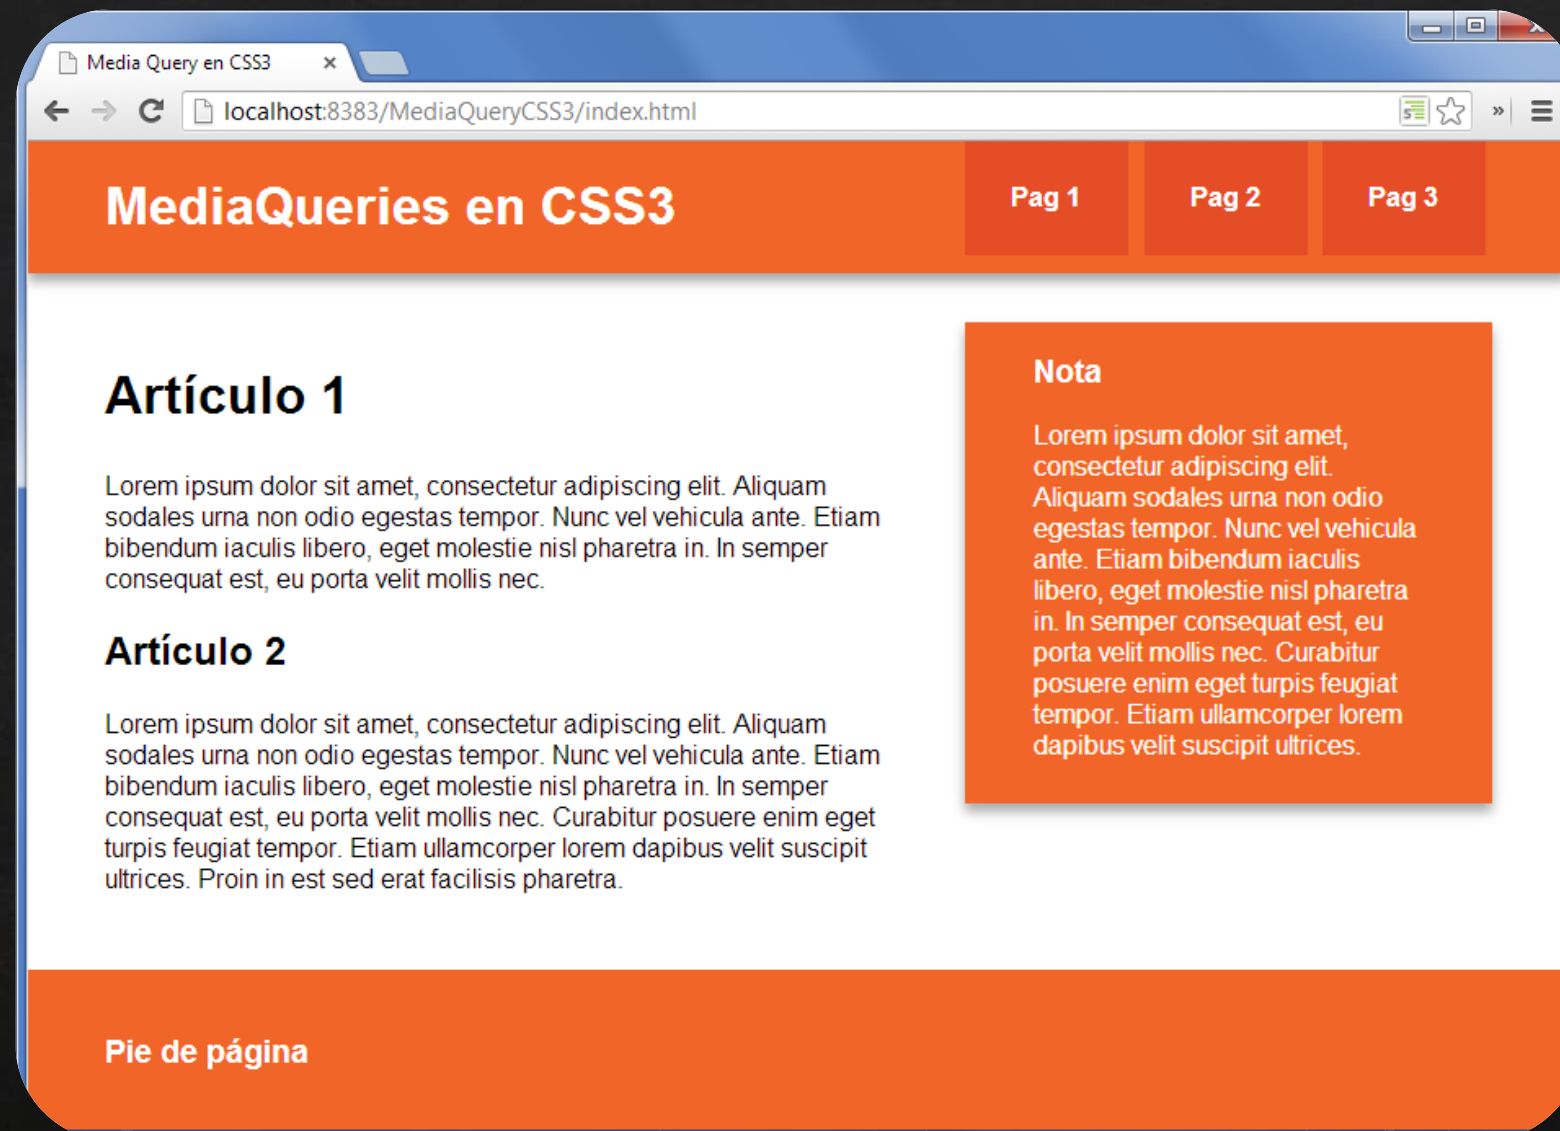 Media Query en CSS3
localhost:8383/MediaQueryCSS3/index.html
MediaQueries en CSS3
Pag 1
Pag 2
Pag 3
Artículo 1
Lorem ipsum dolor sit amet, consectetur adipiscing elit. Aliquam
sodales urna non odio egestas tempor. Nunc vel vehicula ante. Etiam
bibendum iaculis libero, eget molestie nisl pharetra in. In semper
consequat est, eu porta velit mollis nec.
Artículo 2
Lorem ipsum dolor sit amet, consectetur adipiscing elit. Aliquam
sodales urna non odio egestas tempor. Nunc vel vehicula ante. Etiam
bibendum iaculis libero, eget molestie nisl pharetra in. In semper
consequat est, eu porta velit mollis nec. Curabitur posuere enim eget
turpis feugiat tempor. Etiam ullamcorper lorem dapibus velit suscipit
ultrices. Proin in est sed erat facilisis pharetra.
Nota
Lorem ipsum dolor sit amet,
consectetur adipiscing elit.
Aliquam sodales urna non odio
egestas tempor. Nunc vel vehicula
ante. Etiam bibendum iaculis
libero, eget molestie nisl pharetra
in. In semper consequat est, eu
porta velit mollis nec. Curabitur
posuere enim eget turpis feugiat
tempor. Etiam ullamcorper lorem
dapibus velit suscipit ultrices.
Pie de página